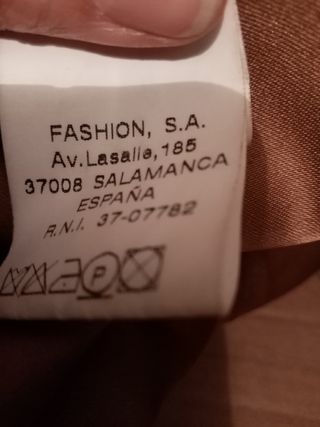 FASHION, S.A.
Av.Lasalle,185
37008 SALAMANCA
ESPAÑA
R.N.I. 37-07782
P